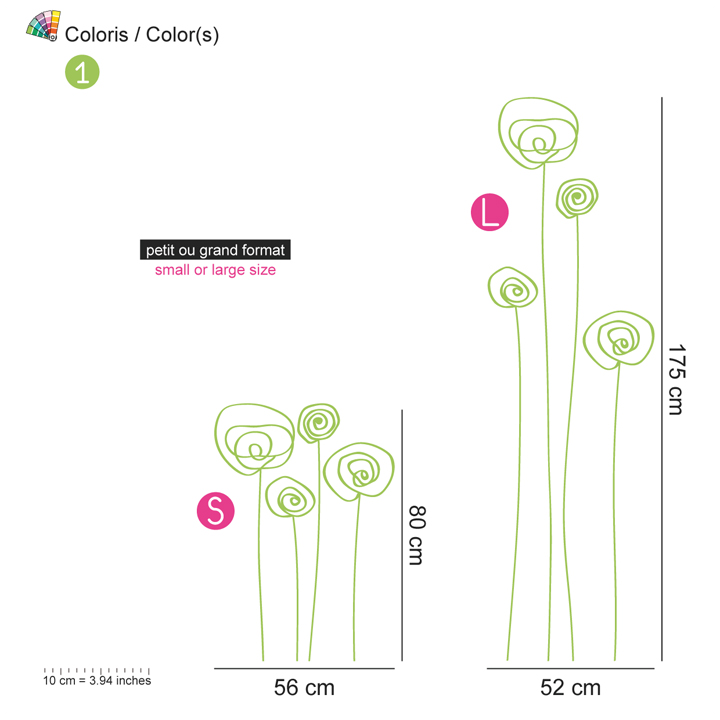 Coloris / Color(s)
1
L
petit ou grand format
small or large size
175 cm
S
80 cm
10 cm = 3.94 inches
56 cm
52 cm